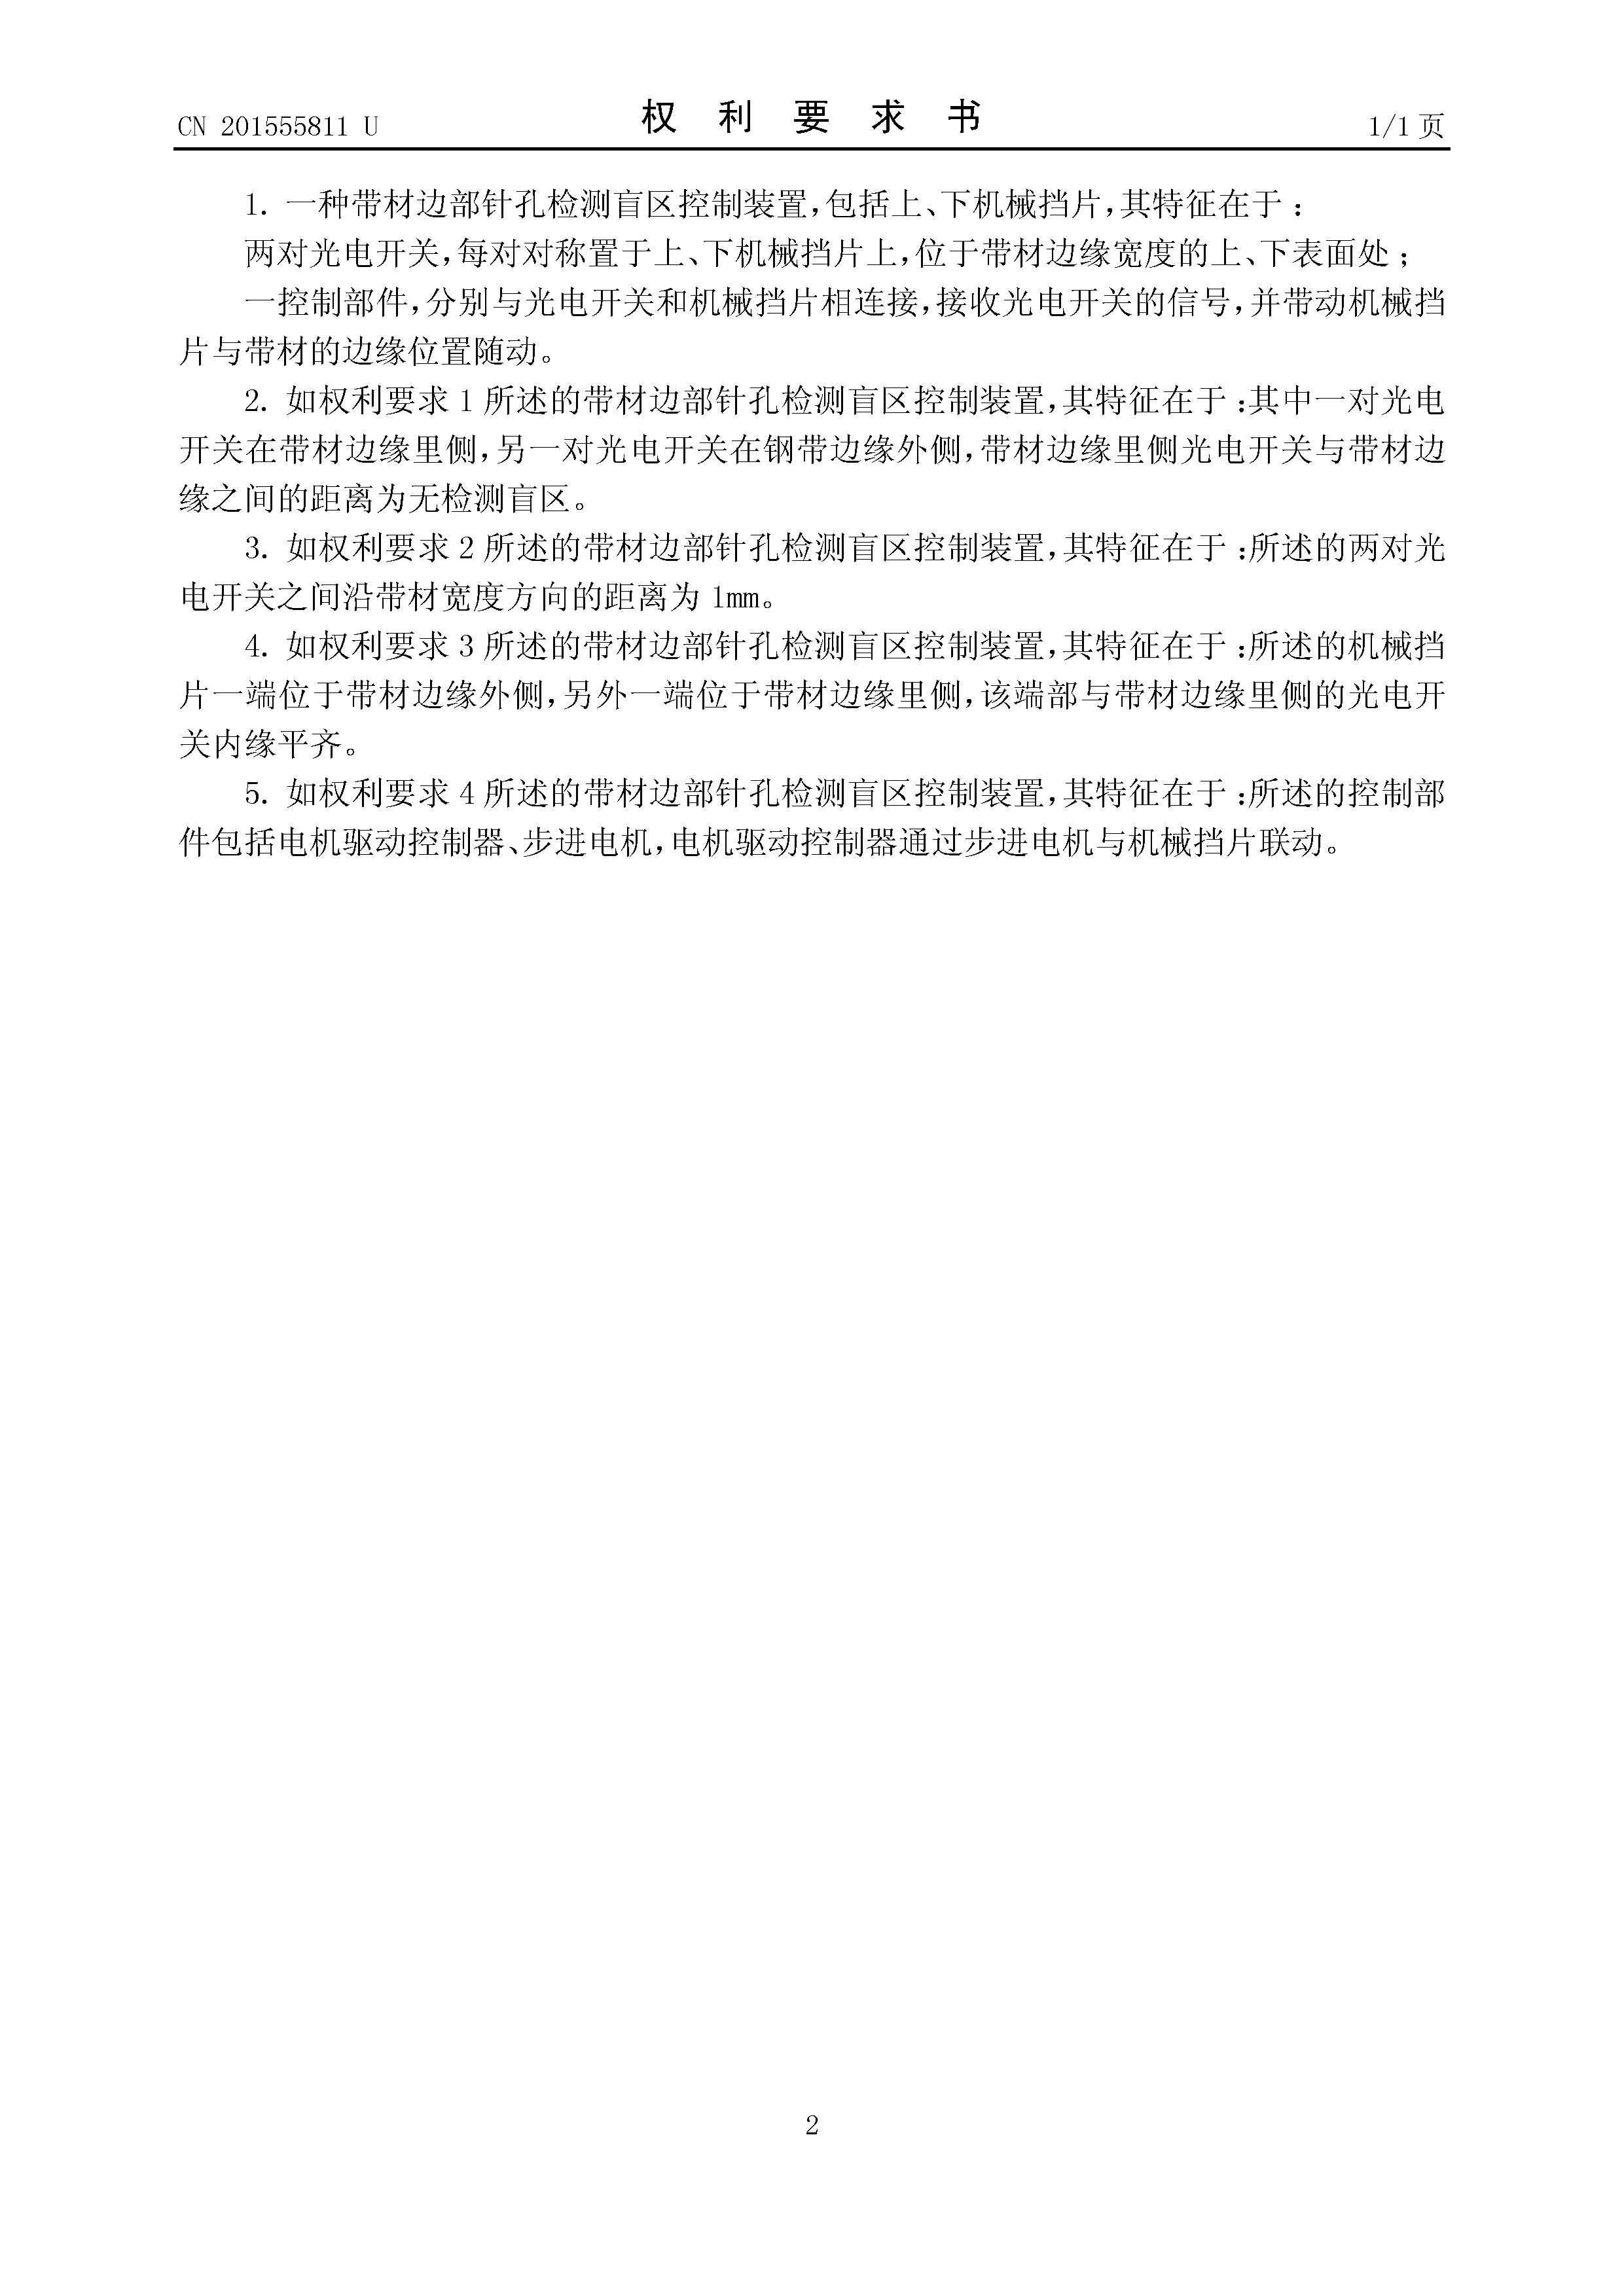 CN 201555811 U
权 利 要 求 书
1/1 页
1. 一种带材边部针孔检测盲区控制装置，包括上、下机械挡片，其特征在于：
两对光电开关，每对对称置于上、下机械挡片上，位于带材边缘宽度的上、下表面处；
一控制部件，分别与光电开关和机械挡片相连接，接收光电开关的信号，并带动机械挡
片与带材的边缘位置随动。
2. 如权利要求 1 所述的带材边部针孔检测盲区控制装置，其特征在于：其中一对光电
开关在带材边缘里侧，另一对光电开关在钢带边缘外侧，带材边缘里侧光电开关与带材边
缘之间的距离为无检测盲区。
3. 如权利要求 2 所述的带材边部针孔检测盲区控制装置，其特征在于：所述的两对光
电开关之间沿带材宽度方向的距离为 1mm。
4. 如权利要求 3 所述的带材边部针孔检测盲区控制装置，其特征在于：所述的机械挡
片一端位于带材边缘外侧，另外一端位于带材边缘里侧，该端部与带材边缘里侧的光电开
关内缘平齐。
5. 如权利要求 4 所述的带材边部针孔检测盲区控制装置，其特征在于：所述的控制部
件包括电机驱动控制器、步进电机，电机驱动控制器通过步进电机与机械挡片联动。
2